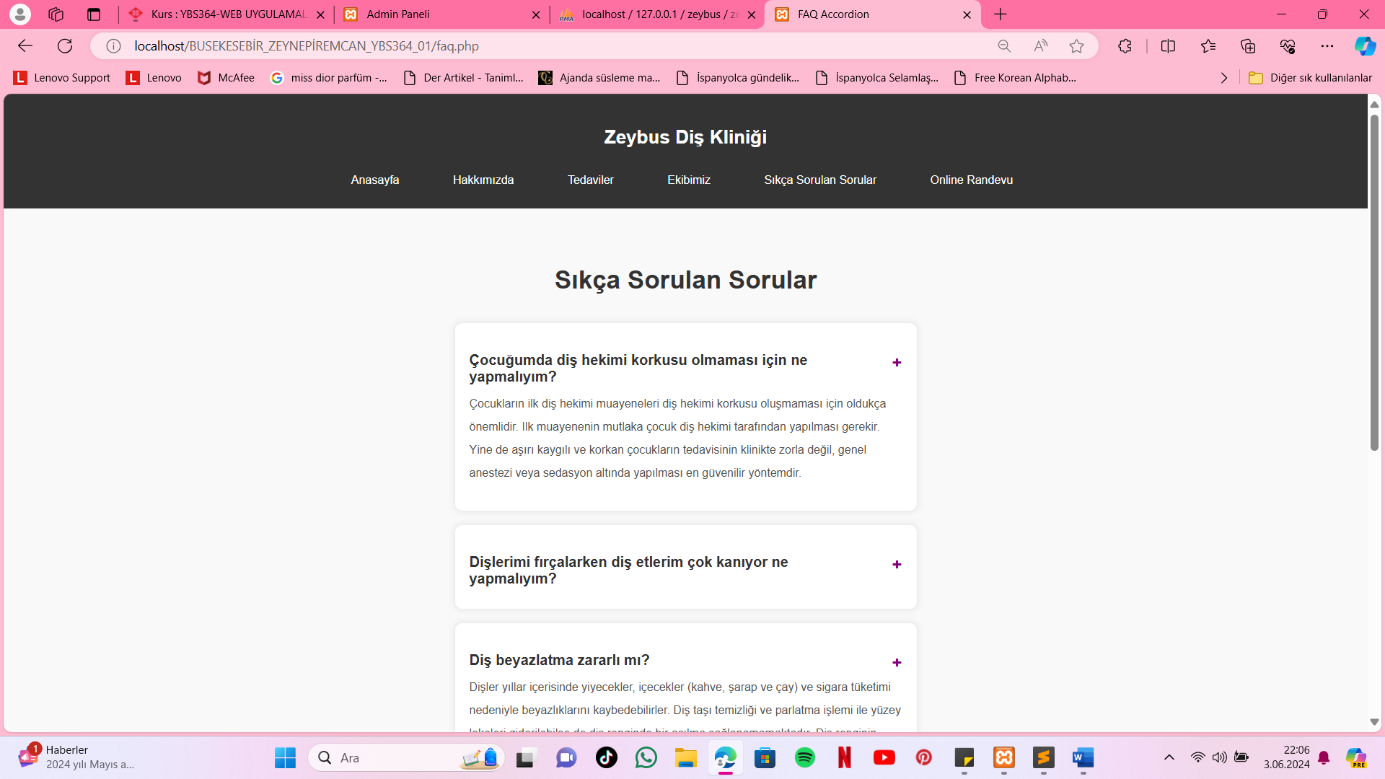 Kurs : YBS364-WEB UYGULAMAL
Admin Paneli
localhost / 127.0.0.1 / zeybus / ze
FAQ Accordion
localhost/BUSEKESEBİR_ZEYNEPİREMCAN_YBS364_01/faq.php
Lenovo Support
Lenovo
McAfee
miss dior parfüm -...
Der Artikel - Tanıml...
Ajanda süsleme ma...
İspanyolca gündelik...
İspanyolca Selamlaş...
Free Korean Alphab...
Diğer sık kullanılanlar
Zeybus Diş Kliniği
Anasayfa
Hakkımızda
Tedaviler
Ekibimiz
Sıkça Sorulan Sorular
Online Randevu
Sıkça Sorulan Sorular
Çocuğumda diş hekimi korkusu olmaması için ne
yapmalıyım?
+
Çocukların ilk diş hekimi muayeneleri diş hekimi korkusu oluşmaması için oldukça
önemlidir. Ilk muayenenin mutlaka çocuk diş hekimi tarafından yapılması gerekir.
Yine de aşırı kaygılı ve korkan çocukların tedavisinin klinikte zorla değil, genel
anestezi veya sedasyon altında yapılması en güvenilir yöntemdir.
Dişlerimi fırçalarken diş etlerim çok kanıyor ne
yapmalıyım?
+
Diş beyazlatma zararlı mı?
+
Dişler yıllar içerisinde yiyecekler, içecekler (kahve, şarap ve çay) ve sigara tüketimi
nedeniyle beyazlıklarını kaybedebilirler. Diş taşı temizliği ve parlatma işlemi ile yüzey
1
Haberler
2024 yılı Mayıs a...
Ara
22:06
3.06.2024
PRE